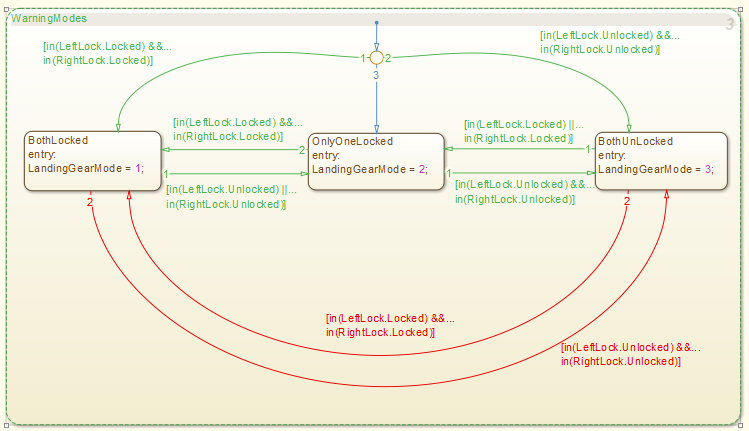 WarningModes
3
[in(LeftLock.Locked) &&...
in(RightLock.Locked)]
1
2
3
[in(LeftLock.Unlocked) &&...
in(RightLock.Unlocked)]
BothLocked
entry:
LandingGearMode = 1;
[in(LeftLock.Locked) &&...
in(RightLock.Locked)]
2
1
[in(LeftLock.Unlocked) ||...
in(RightLock.Unlocked)]
OnlyOneLocked
entry:
LandingGearMode = 2;
[in(LeftLock.Locked) ||...
in(RightLock.Locked)]
1
1
[in(LeftLock.Unlocked) &&...
in(RightLock.Unlocked)]
BothUnLocked
entry:
LandingGearMode = 3;
2
2
[in(LeftLock.Locked) &&...
in(RightLock.Locked)]
[in(LeftLock.Unlocked) &&...
in(RightLock.Unlocked)]